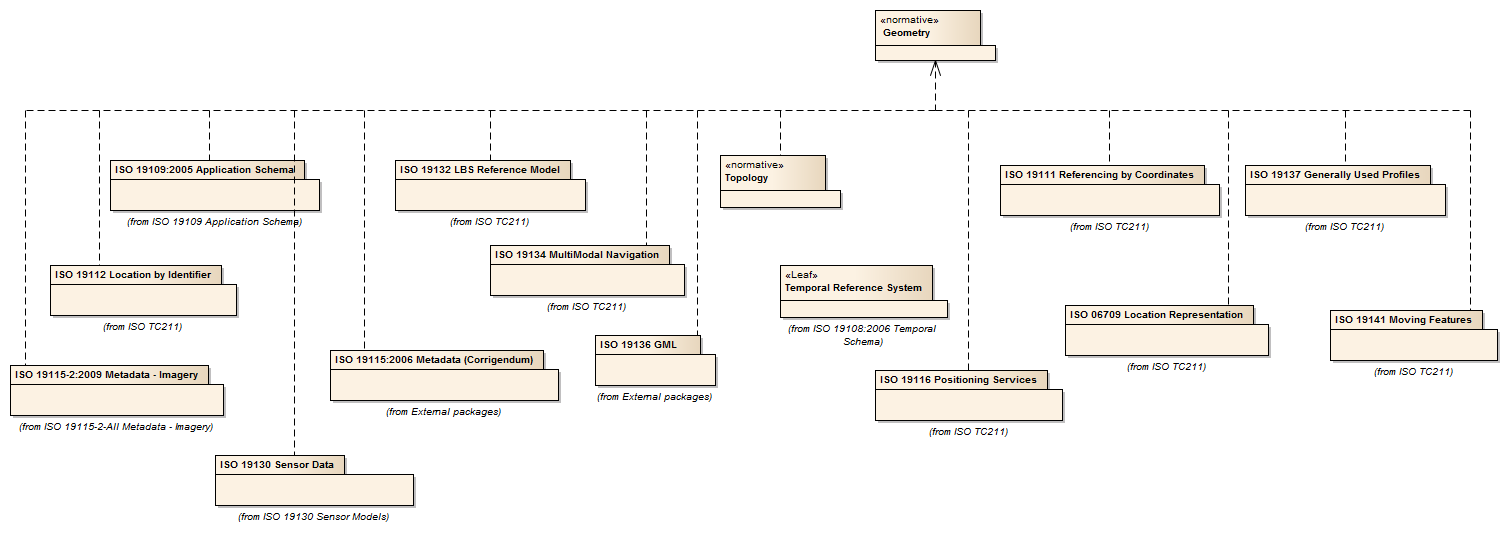 «normative»
Geometry
ISO 19109:2005 Application Schema
(from ISO 19109 Application Schema)
ISO 19132 LBS Reference Model
(from ISO TC211)
«normative»
Topology
ISO 19111 Referencing by Coordinates
(from ISO TC211)
ISO 19137 Generally Used Profiles
(from ISO TC211)
ISO 19112 Location by Identifier
(from ISO TC211)
ISO 19134 MultiModal Navigation
(from ISO TC211)
«Leaf»
Temporal Reference System
(from ISO 19108:2006 Temporal
Schema)
ISO 06709 Location Representation
(from ISO TC211)
ISO 19141 Moving Features
(from ISO TC211)
ISO 19115-2:2009 Metadata - Imagery
(from ISO 19115-2-All Metadata - Imagery)
ISO 19115:2006 Metadata (Corrigendum)
(from External packages)
ISO 19136 GML
(from External packages)
ISO 19116 Positioning Services
(from ISO TC211)
ISO 19130 Sensor Data
(from ISO 19130 Sensor Models)